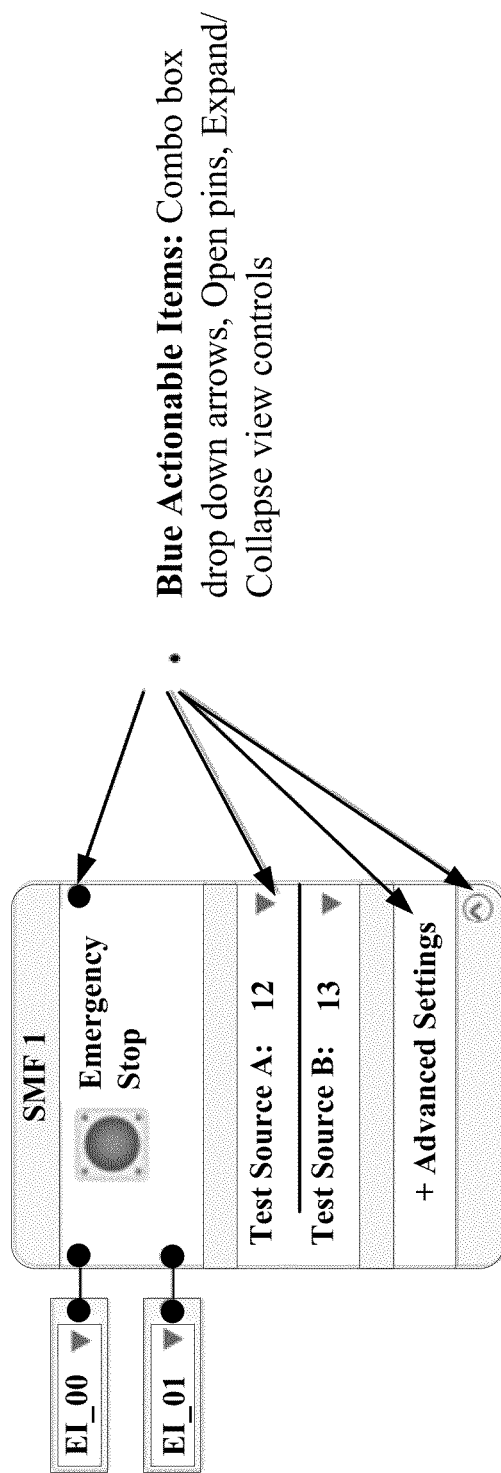 SMF 1
EI_00
EI_01
Emergency
Stop
Test Source A: 12
Test Source B: 13
+ Advanced Settings
Blue Actionable Items: Combo box
drop down arrows, Open pins, Expand/
Collapse view controls